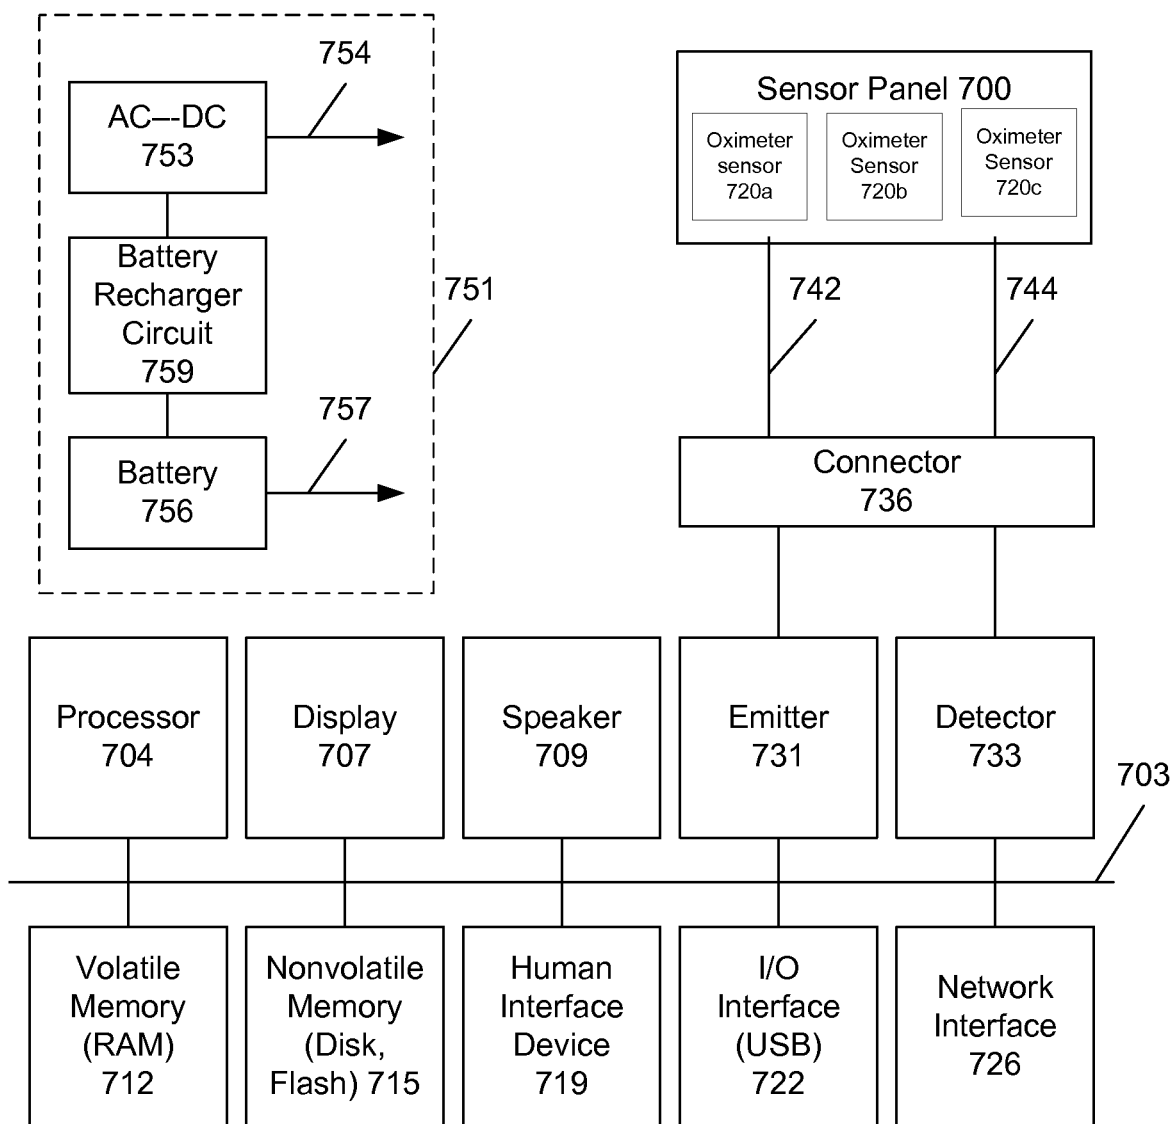 754
AC---DC
753
Battery
Recharger
Circuit
759
751
757
Battery
756
Sensor Panel 700
Oximeter
sensor
720a
Oximeter
Sensor
720b
Oximeter
Sensor
720c
742
744
Connector
736
Processor
704
Display
707
Speaker
709
Emitter
731
Detector
733
703
Volatile
Memory
(RAM)
712
Nonvolatile
Memory
(Disk,
Flash) 715
Human
Interface
Device
719
I/O
Interface
(USB)
722
Network
Interface
726